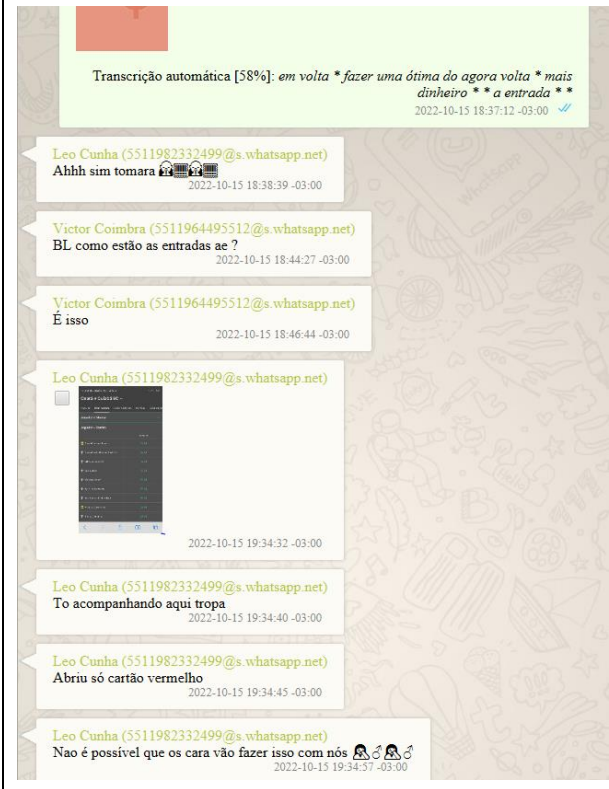 Transcrição automática [58%]: em volta * fazer uma ótima do agora volta * mais
dinheiro * * a entrada * *
2022-10-15 18:37:12 -03:00
Leo Cunha (5511982332499@s.whatsapp.net)
Ahhh sim tomara
2022-10-15 18:38:39 -03:00
Victor Coimbra (5511964495512@s.whatsapp.net)
BL como estão as entradas ae ?
2022-10-15 18:44:27 -03:00
Victor Coimbra (5511964495512@s.whatsapp.net)
É isso
2022-10-15 18:46:44 -03:00
Leo Cunha (5511982332499@s.whatsapp.net)
2022-10-15 19:34:32 -03:00
Leo Cunha (5511982332499@s.whatsapp.net)
To acompanhando aqui tropa
2022-10-15 19:34:40 -03:00
Leo Cunha (5511982332499@s.whatsapp.net)
Abriu só cartão vermelho
2022-10-15 19:34:45 -03:00
Leo Cunha (5511982332499@s.whatsapp.net)
Nao é possível que os cara vão fazer isso com nós 🤦♂🤦♂
2022-10-15 19:34:57 -03:00